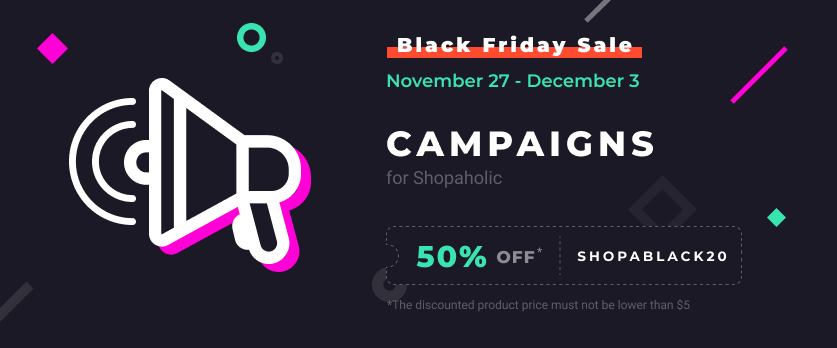 Black Friday Sale
November 27 - December 3
CAMPAIGNS
for Shopaholic
50% OFF* SHOPABLACK20
*The discounted product price must not be lower than $5